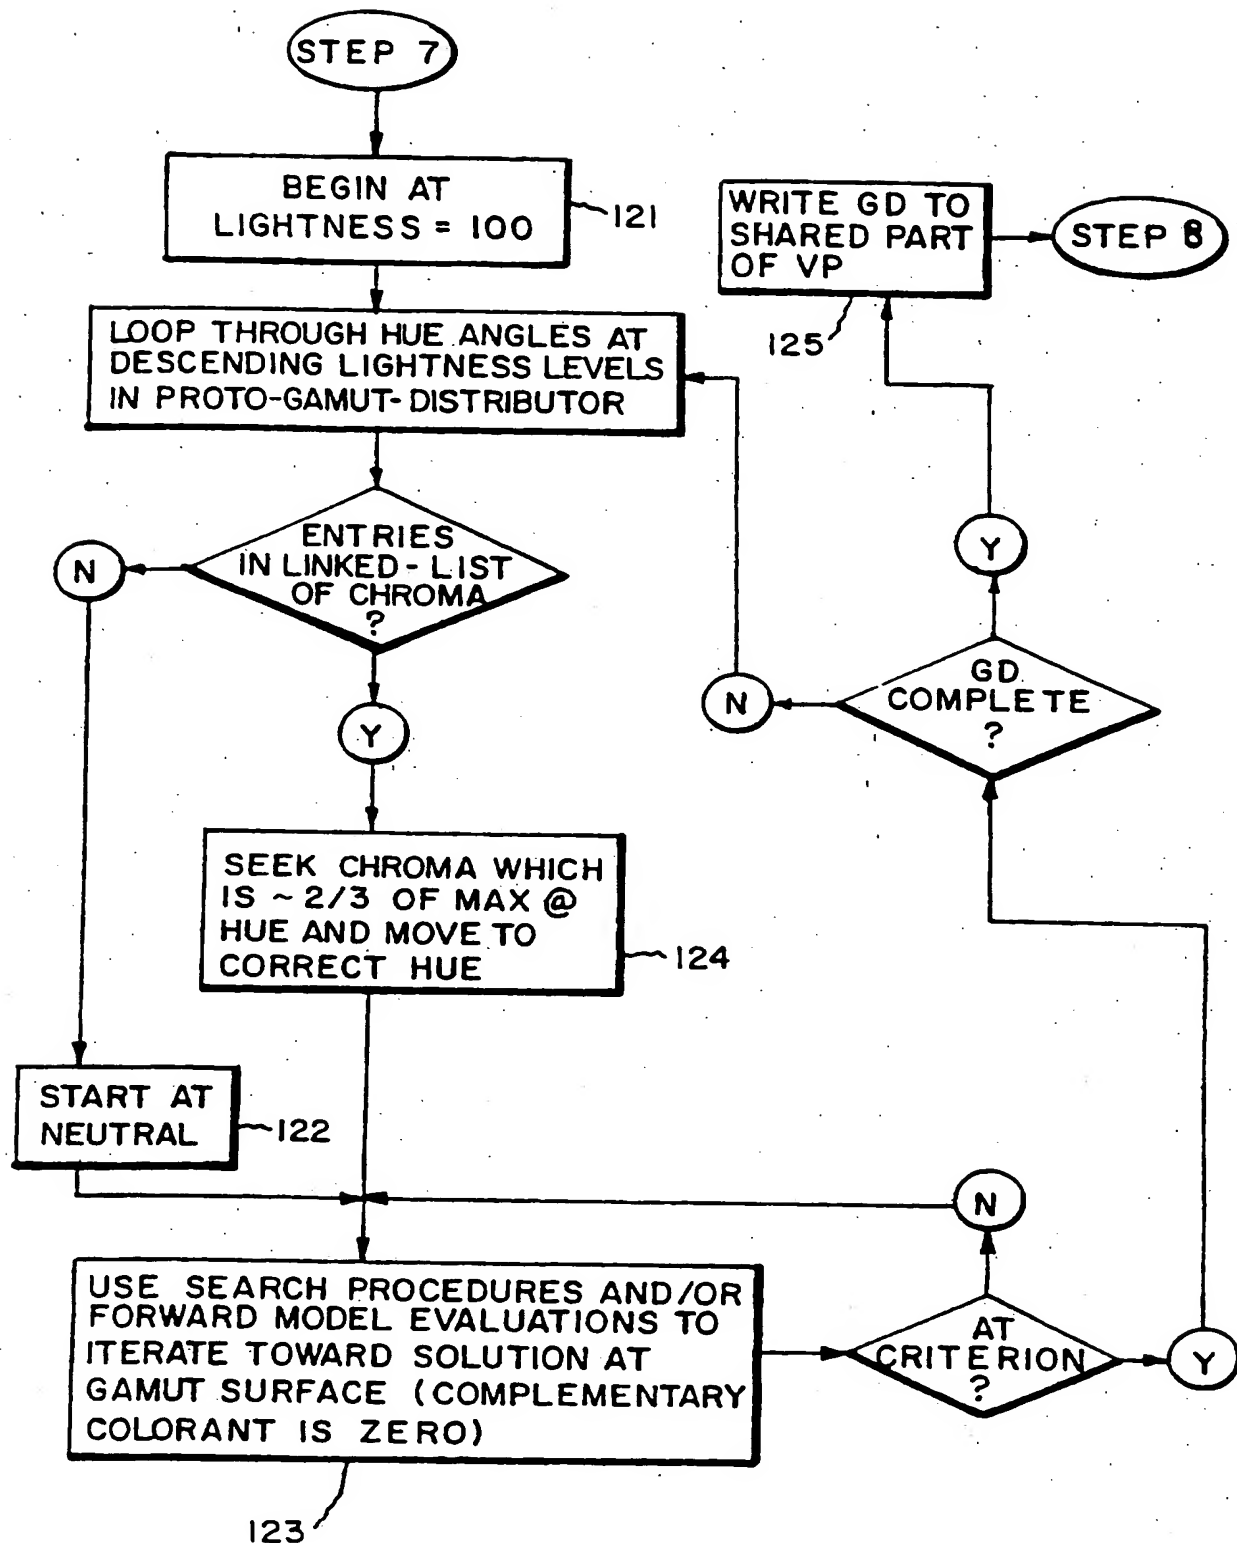 STEP 7
BEGIN AT
LIGHTNESS = 100
121
LOOP THROUGH HUE ANGLES AT
DESCENDING LIGHTNESS LEVELS
IN PROTO-GAMUT-DISTRIBUTOR
ENTRIES
IN LINKED-LIST
OF CHROMA
?
N
Y
SEEK CHROMA WHICH
IS ~2/3 OF MAX @
HUE AND MOVE TO
CORRECT HUE
124
START AT
NEUTRAL
122
USE SEARCH PROCEDURES AND/OR
FORWARD MODEL EVALUATIONS TO
ITERATE TOWARD SOLUTION AT
GAMUT SURFACE (COMPLEMENTARY
COLORANT IS ZERO)
123
AT
CRITERION
?
N
Y
GD
COMPLETE
?
N
Y
WRITE GD TO
SHARED PART
OF VP
125
STEP 8